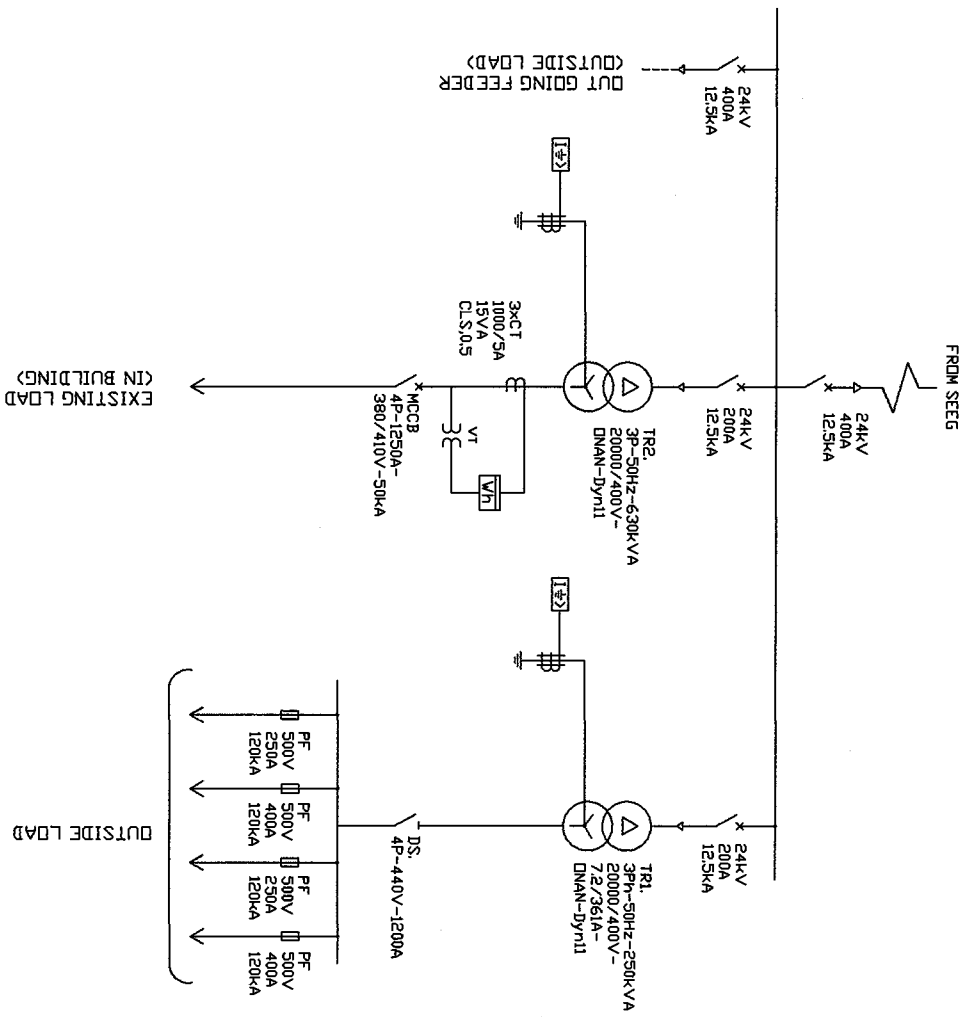 FROM SEEG
24kV
400A
12.5kA
24kV
400A
12.5kA
OUT GOING FEEDER
(OUTSIDE LOAD)
24kV
200A
12.5kA
TR2.
3P-50Hz-630kVA
20000/400V-
ONAN-Dyn11
3xCT
1000/5A
15VA
CLS,0.5
VT
Wh
MCCB
4P-1250A-
380/410V-50kA
EXISTING LOAD
(IN BUILDING)
I⏚>
24kV
200A
12.5kA
TR1.
3Ph-50Hz-250kVA
20000/400V-
7.2/361A-
ONAN-Dyn11
I⏚>
DS.
4P-440V-1200A
PF
500V
250A
120kA
PF
500V
400A
120kA
PF
500V
250A
120kA
PF
500V
400A
120kA
OUTSIDE LOAD